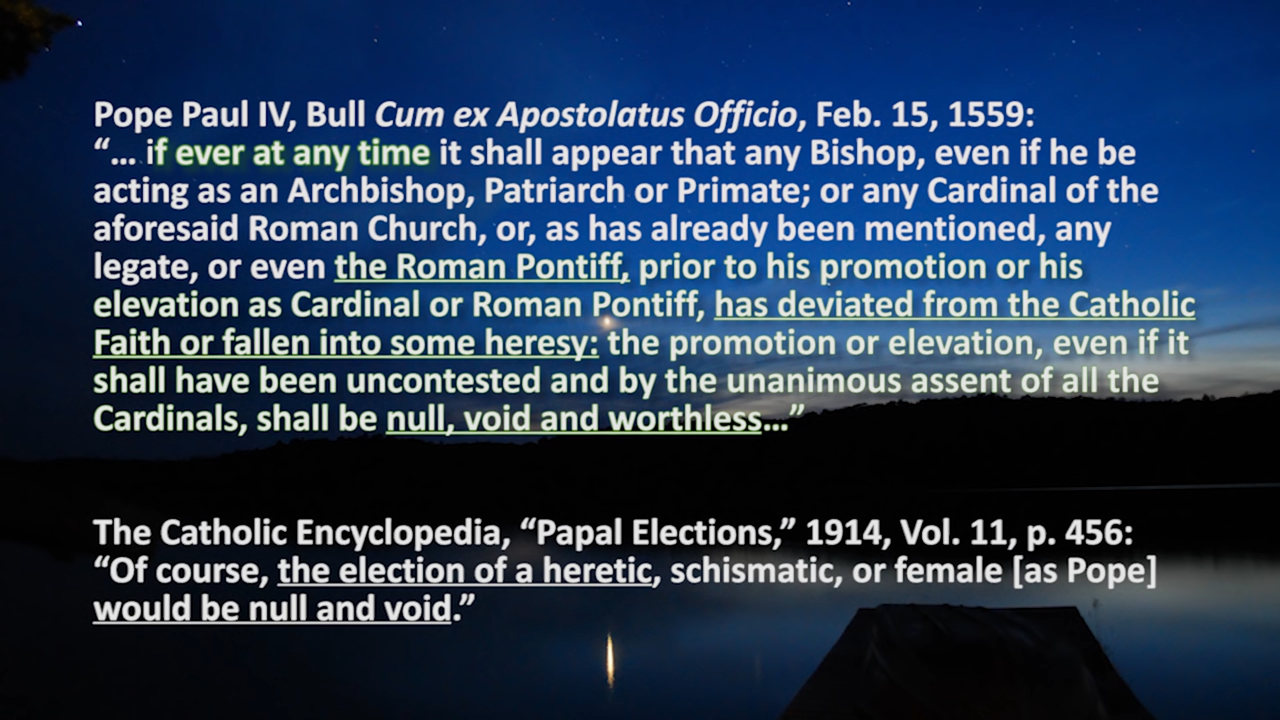 Pope Paul IV, Bull Cum ex Apostolatus Officio, Feb. 15, 1559:
“... if ever at any time it shall appear that any Bishop, even if he be
acting as an Archbishop, Patriarch or Primate; or any Cardinal of the
aforesaid Roman Church, or, as has already been mentioned, any
legate, or even the Roman Pontiff, prior to his promotion or his
elevation as Cardinal or Roman Pontiff, has deviated from the Catholic
Faith or fallen into some heresy: the promotion or elevation, even if it
shall have been uncontested and by the unanimous assent of all the
Cardinals, shall be null, void and worthless...”
The Catholic Encyclopedia, “Papal Elections,” 1914, Vol. 11, p. 456:
“Of course, the election of a heretic, schismatic, or female [as Pope]
would be null and void.”